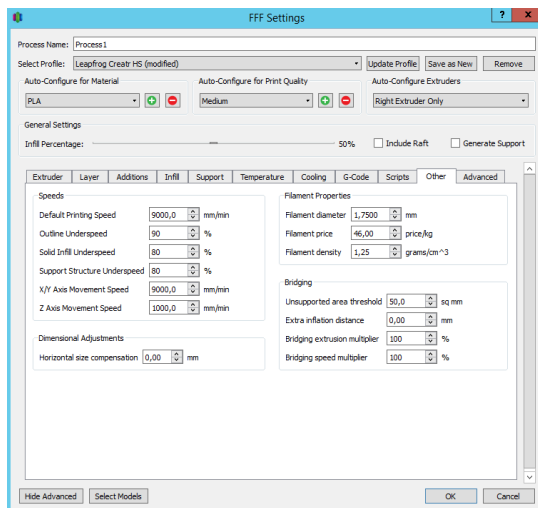 FFF Settings
? x
Process Name: Process1
Select Profile: Leapfrog Creatr HS (modified) Update Profile Save as New Remove
Auto-Configure for Material Auto-Configure for Print Quality Auto-Configure Extruders
PLA Medium Right Extruder Only
General Settings
Infill Percentage: 50% Include Raft Generate Support
Extruder Layer Additions Infill Support Temperature Cooling G-Code Scripts Other Advanced
Speeds Filament Properties
Default Printing Speed 9000,0 mm/min Filament diameter 1,7500 mm
Outline Underspeed 90 % Filament price 46,00 price/kg
Solid Infill Underspeed 80 % Filament density 1,25 grams/cm^3
Support Structure Underspeed 80 %
X/Y Axis Movement Speed 9000,0 mm/min Bridging
Z Axis Movement Speed 1000,0 mm/min Unsupported area threshold 50,0 sq mm
Extra inflation distance 0,00 mm
Dimensional Adjustments Bridging extrusion multiplier 100 %
Horizontal size compensation 0,00 mm Bridging speed multiplier 100 %
Hide Advanced Select Models OK Cancel